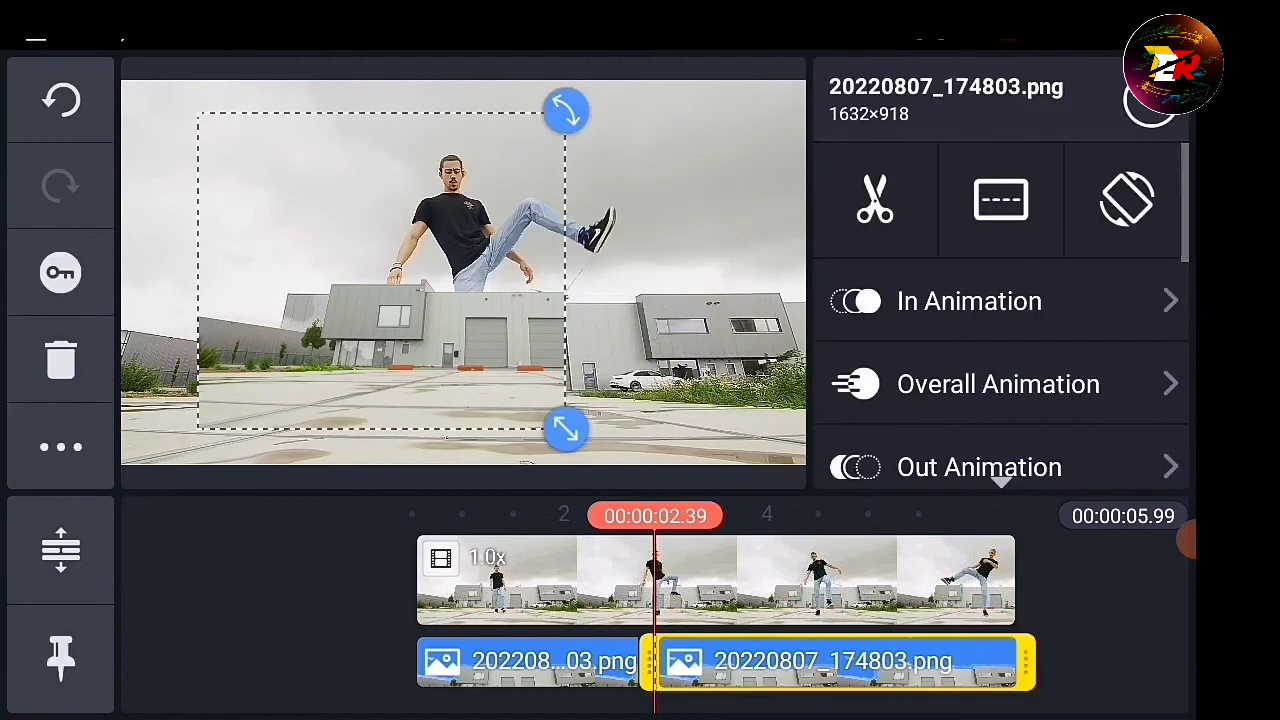 20220807_174803.png
1632×918
In Animation
Overall Animation
Out Animation
2
00:00:02.39
4
00:00:05.99
1.0x
202208...03.png
20220807_174803.png